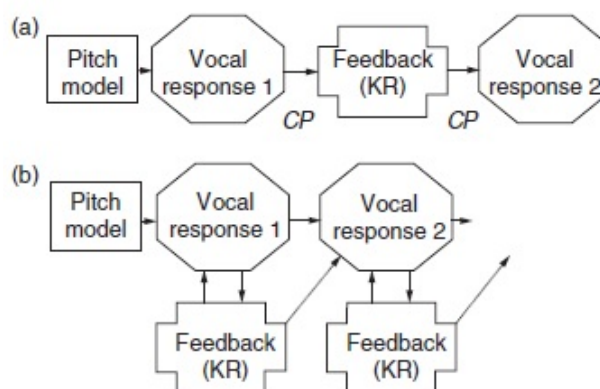 (a)
Pitch
model
Vocal
response 1
CP
Feedback
(KR)
CP
Vocal
response 2
(b)
Pitch
model
Vocal
response 1
Vocal
response 2
Feedback
(KR)
Feedback
(KR)